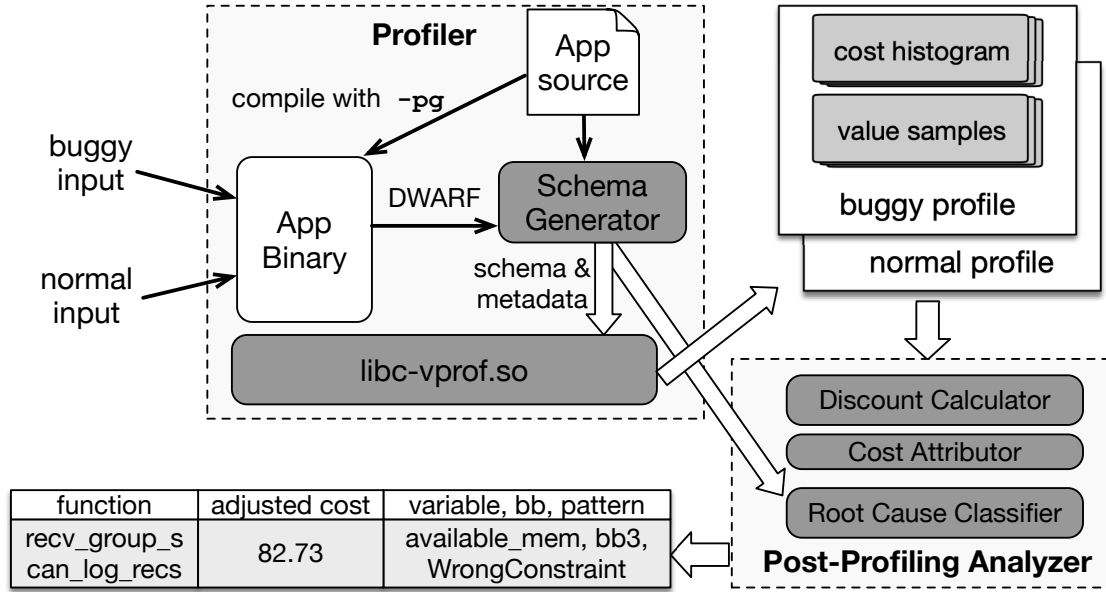 Profiler
App
source
compile with -pg
buggy
input
normal
input
App
Binary
DWARF
Schema
Generator
schema &
metadata
libc-vprof.so
cost histogram
value samples
buggy profile
normal profile
Discount Calculator
Cost Attributor
Root Cause Classifier
Post-Profiling Analyzer
function adjusted cost variable, bb, pattern
recv_group_s
can_log_recs
82.73
available_mem, bb3,
WrongConstraint